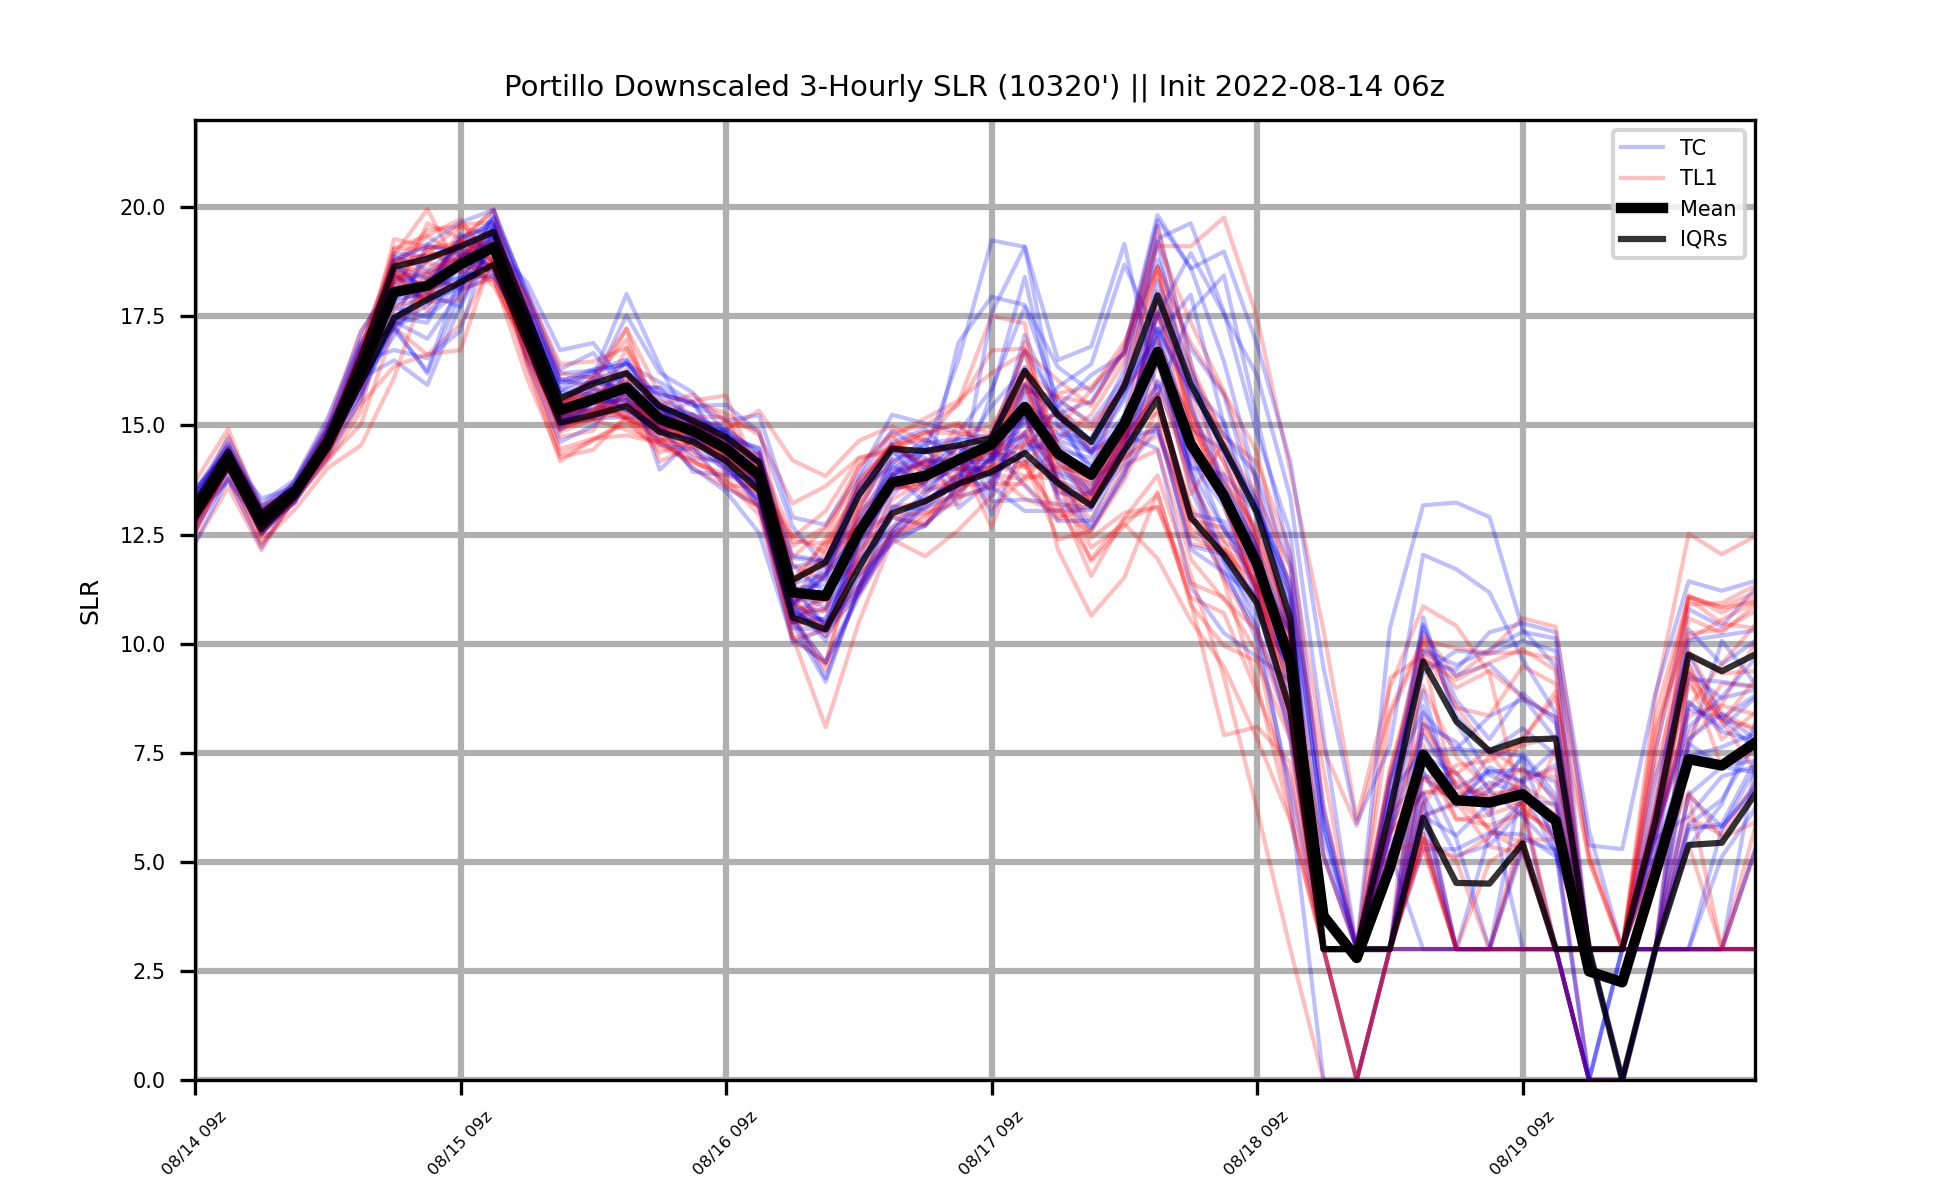 Portillo Downscaled 3-Hourly SLR (10320') || Init 2022-08-14 06z
TC
TL1
Mean
IQRs
SLR
20.0
17.5
15.0
12.5
10.0
7.5
5.0
2.5
0.0
08/14 09z
08/15 09z
08/16 09z
08/17 09z
08/18 09z
08/19 09z